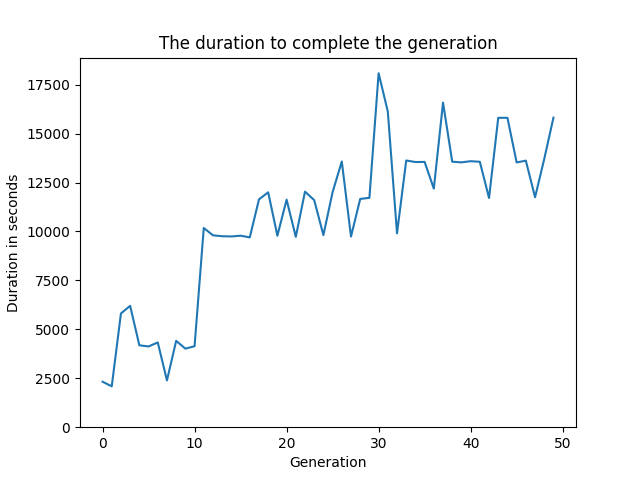 The duration to complete the generation
17500
15000
12500
10000
7500
5000
2500
0
Duration in seconds
0 10 20 30 40 50
Generation